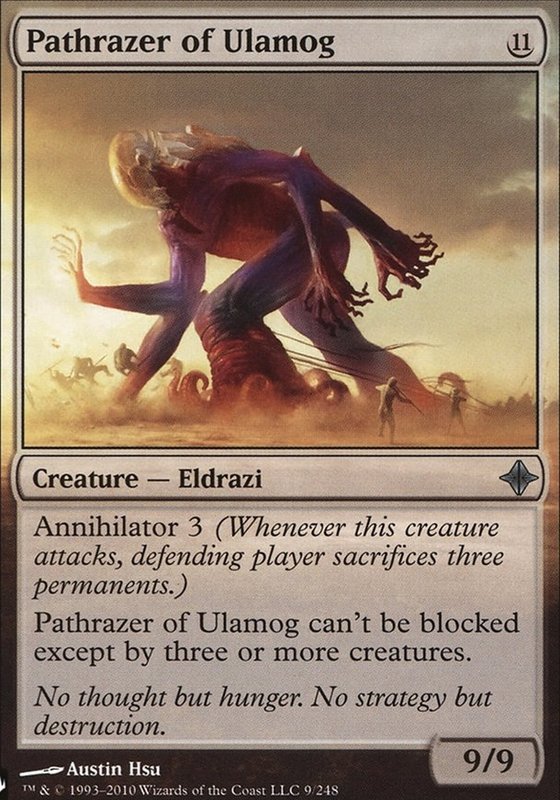 Pathrazer of Ulamog 11
Creature — Eldrazi
Annihilator 3 (Whenever this creature
attacks, defending player sacrifices three
permanents.)
Pathrazer of Ulamog can't be blocked
except by three or more creatures.
No thought but hunger. No strategy but
destruction.
9/9
Austin Hsu
™ & © 1993–2010 Wizards of the Coast LLC 9/248